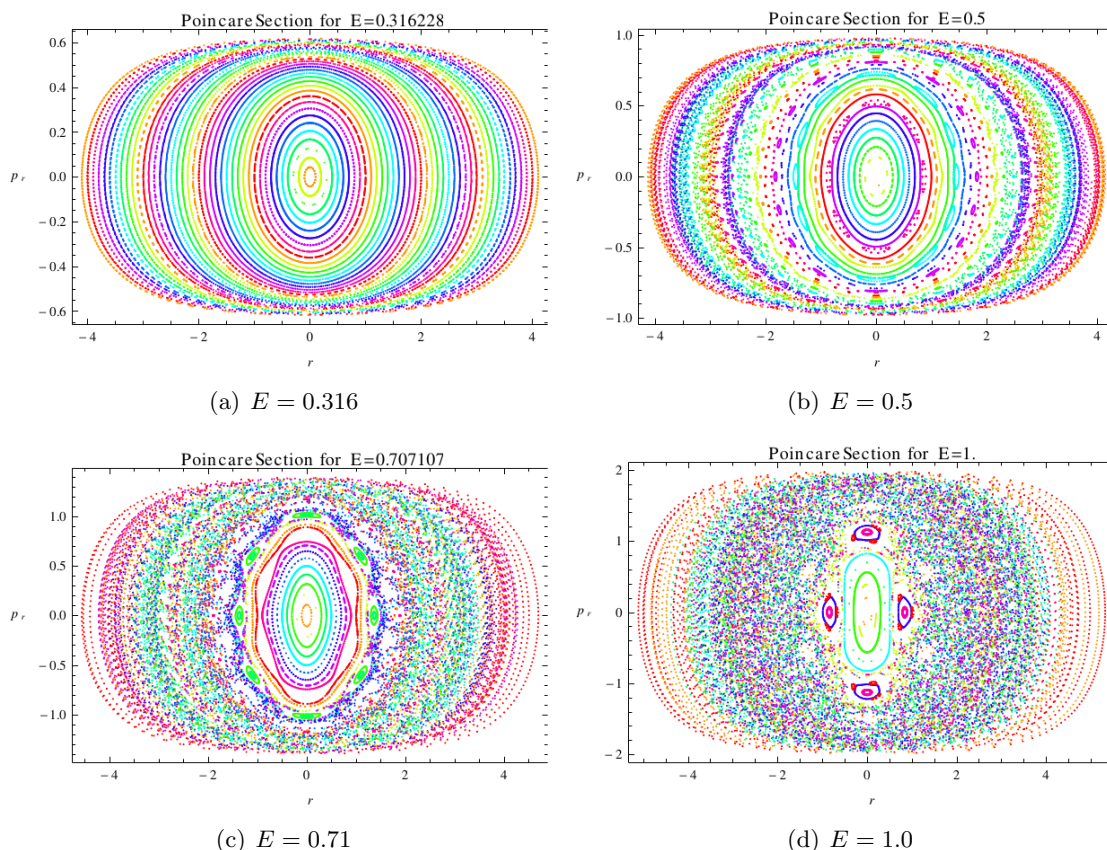 Poincare Section for E=0.316228
0.6
0.4
0.2
p r 0.0
−0.2
−0.4
−0.6
−4 −2 0 2 4
r
(a) E = 0.316
Poincare Section for E=0.5
1.0
0.5
p r 0.0
−0.5
−1.0
−4 −2 0 2 4
r
(b) E = 0.5
Poincare Section for E=0.707107
1.0
0.5
p r 0.0
−0.5
−1.0
−4 −2 0 2 4
r
(c) E = 0.71
Poincare Section for E=1.
2
1
p r 0
−1
−2
−4 −2 0 2 4
r
(d) E = 1.0